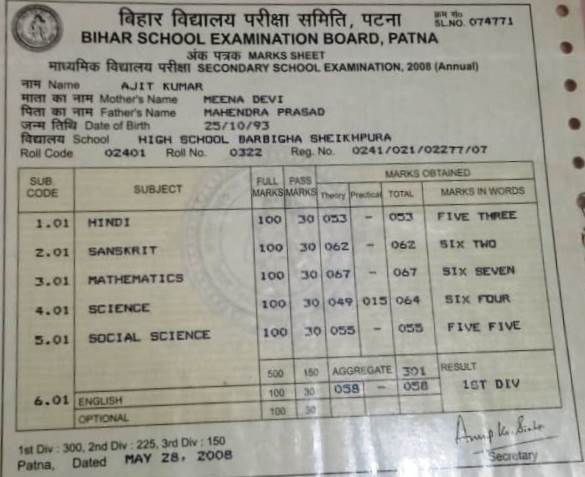 बिहार विद्यालय परीक्षा समिति, पटना
क्रम सं०
SL.NO. 074771
BIHAR SCHOOL EXAMINATION BOARD, PATNA
अंक पत्रक MARKS SHEET
माध्यमिक विद्यालय परीक्षा SECONDARY SCHOOL EXAMINATION, 2008 (Annual)
नाम Name AJIT KUMAR
माता का नाम Mother's Name MEENA DEVI
पिता का नाम Father's Name MAHENDRA PRASAD
जन्म तिथि Date of Birth 25/10/93
विद्यालय School HIGH SCHOOL BARBIGHA SHEIKHPURA
Roll Code 02401 Roll No. 0322 Reg. No. 0241/021/02277/07
SUB. CODE SUBJECT FULL MARKS PASS MARKS MARKS OBTAINED
Theory Practical TOTAL MARKS IN WORDS
1.01 HINDI 100 30 053 - 053 FIVE THREE
2.01 SANSKRIT 100 30 062 - 062 SIX TWO
3.01 MATHEMATICS 100 30 067 - 067 SIX SEVEN
4.01 SCIENCE 100 30 049 015 064 SIX FOUR
5.01 SOCIAL SCIENCE 100 30 055 - 055 FIVE FIVE
500 150 AGGREGATE 301 RESULT
6.01 ENGLISH 100 30 058 - 058 1ST DIV
OPTIONAL 100 30
1st Div : 300, 2nd Div : 225, 3rd Div : 150
Patna, Dated MAY 28, 2008
Secretary